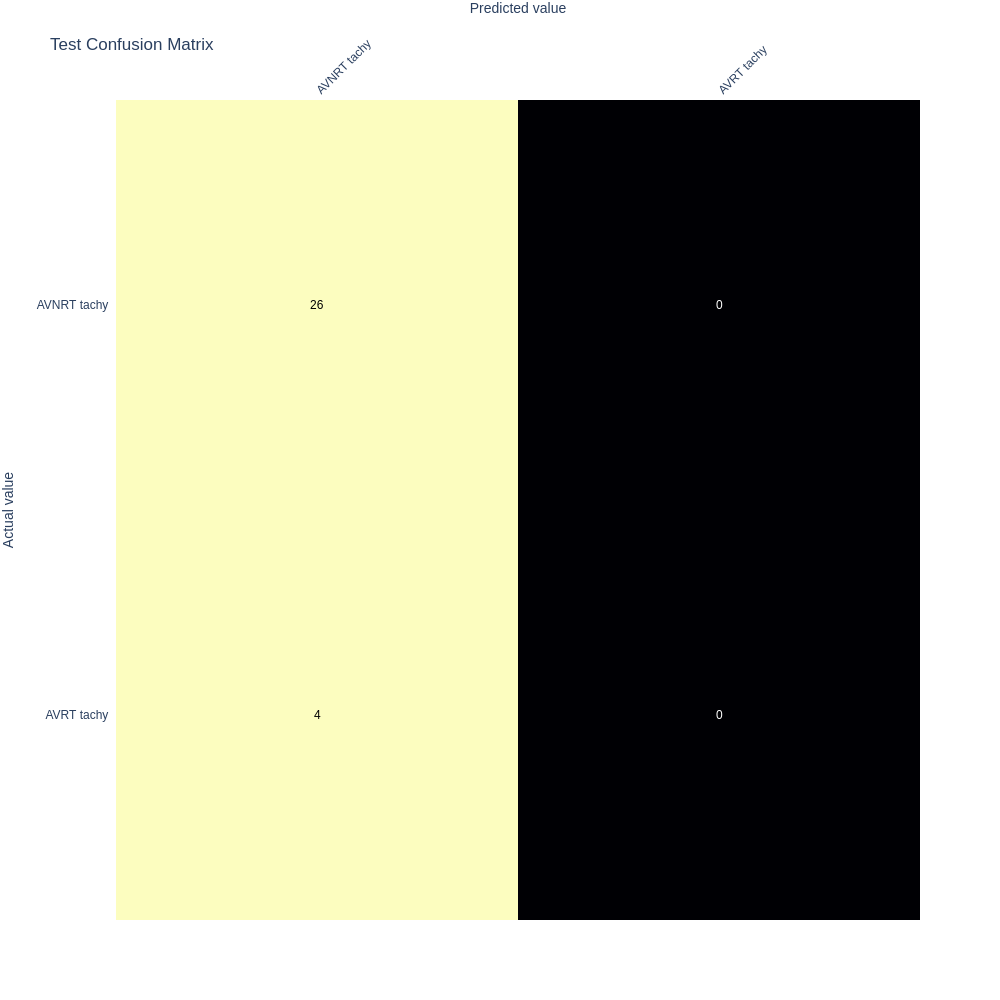 Predicted value
Test Confusion Matrix
AVNRT tachy
AVRT tachy
AVNRT tachy
26
0
Actual value
AVRT tachy
4
0